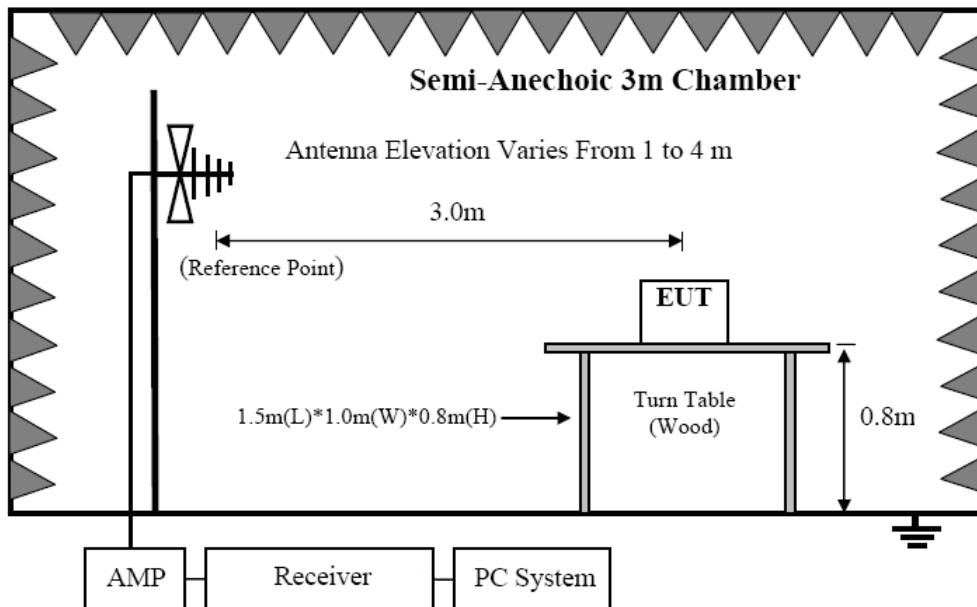 Semi-Anechoic 3m Chamber
Antenna Elevation Varies From 1 to 4 m
3.0m
(Reference Point)
EUT
1.5m(L)*1.0m(W)*0.8m(H)
Turn Table
(Wood)
0.8m
AMP
Receiver
PC System